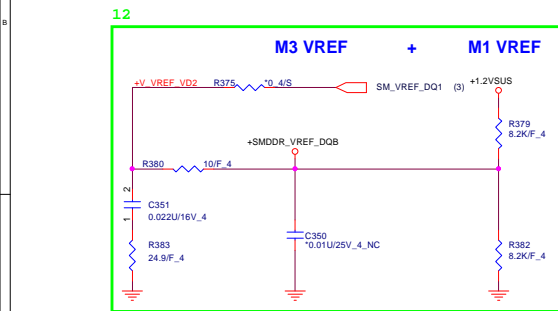 12
B
M3 VREF + M1 VREF
+V_VREF_VD2 R375 *0_4/S SM_VREF_DQ1 (3) +1.2VSUS
R379
8.2K/F_4
+SMDDR_VREF_DQB
R380 10/F_4
2
C351
0.022U/16V_4
1
C350
*0.01U/25V_4_NC
R383
24.9/F_4
R382
8.2K/F_4